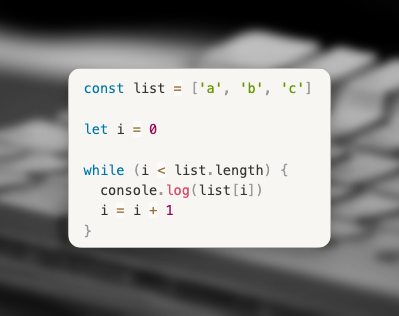 const list = ['a', 'b', 'c']
let i = 0
while (i < list.length) {
  console.log(list[i])
  i = i + 1
}